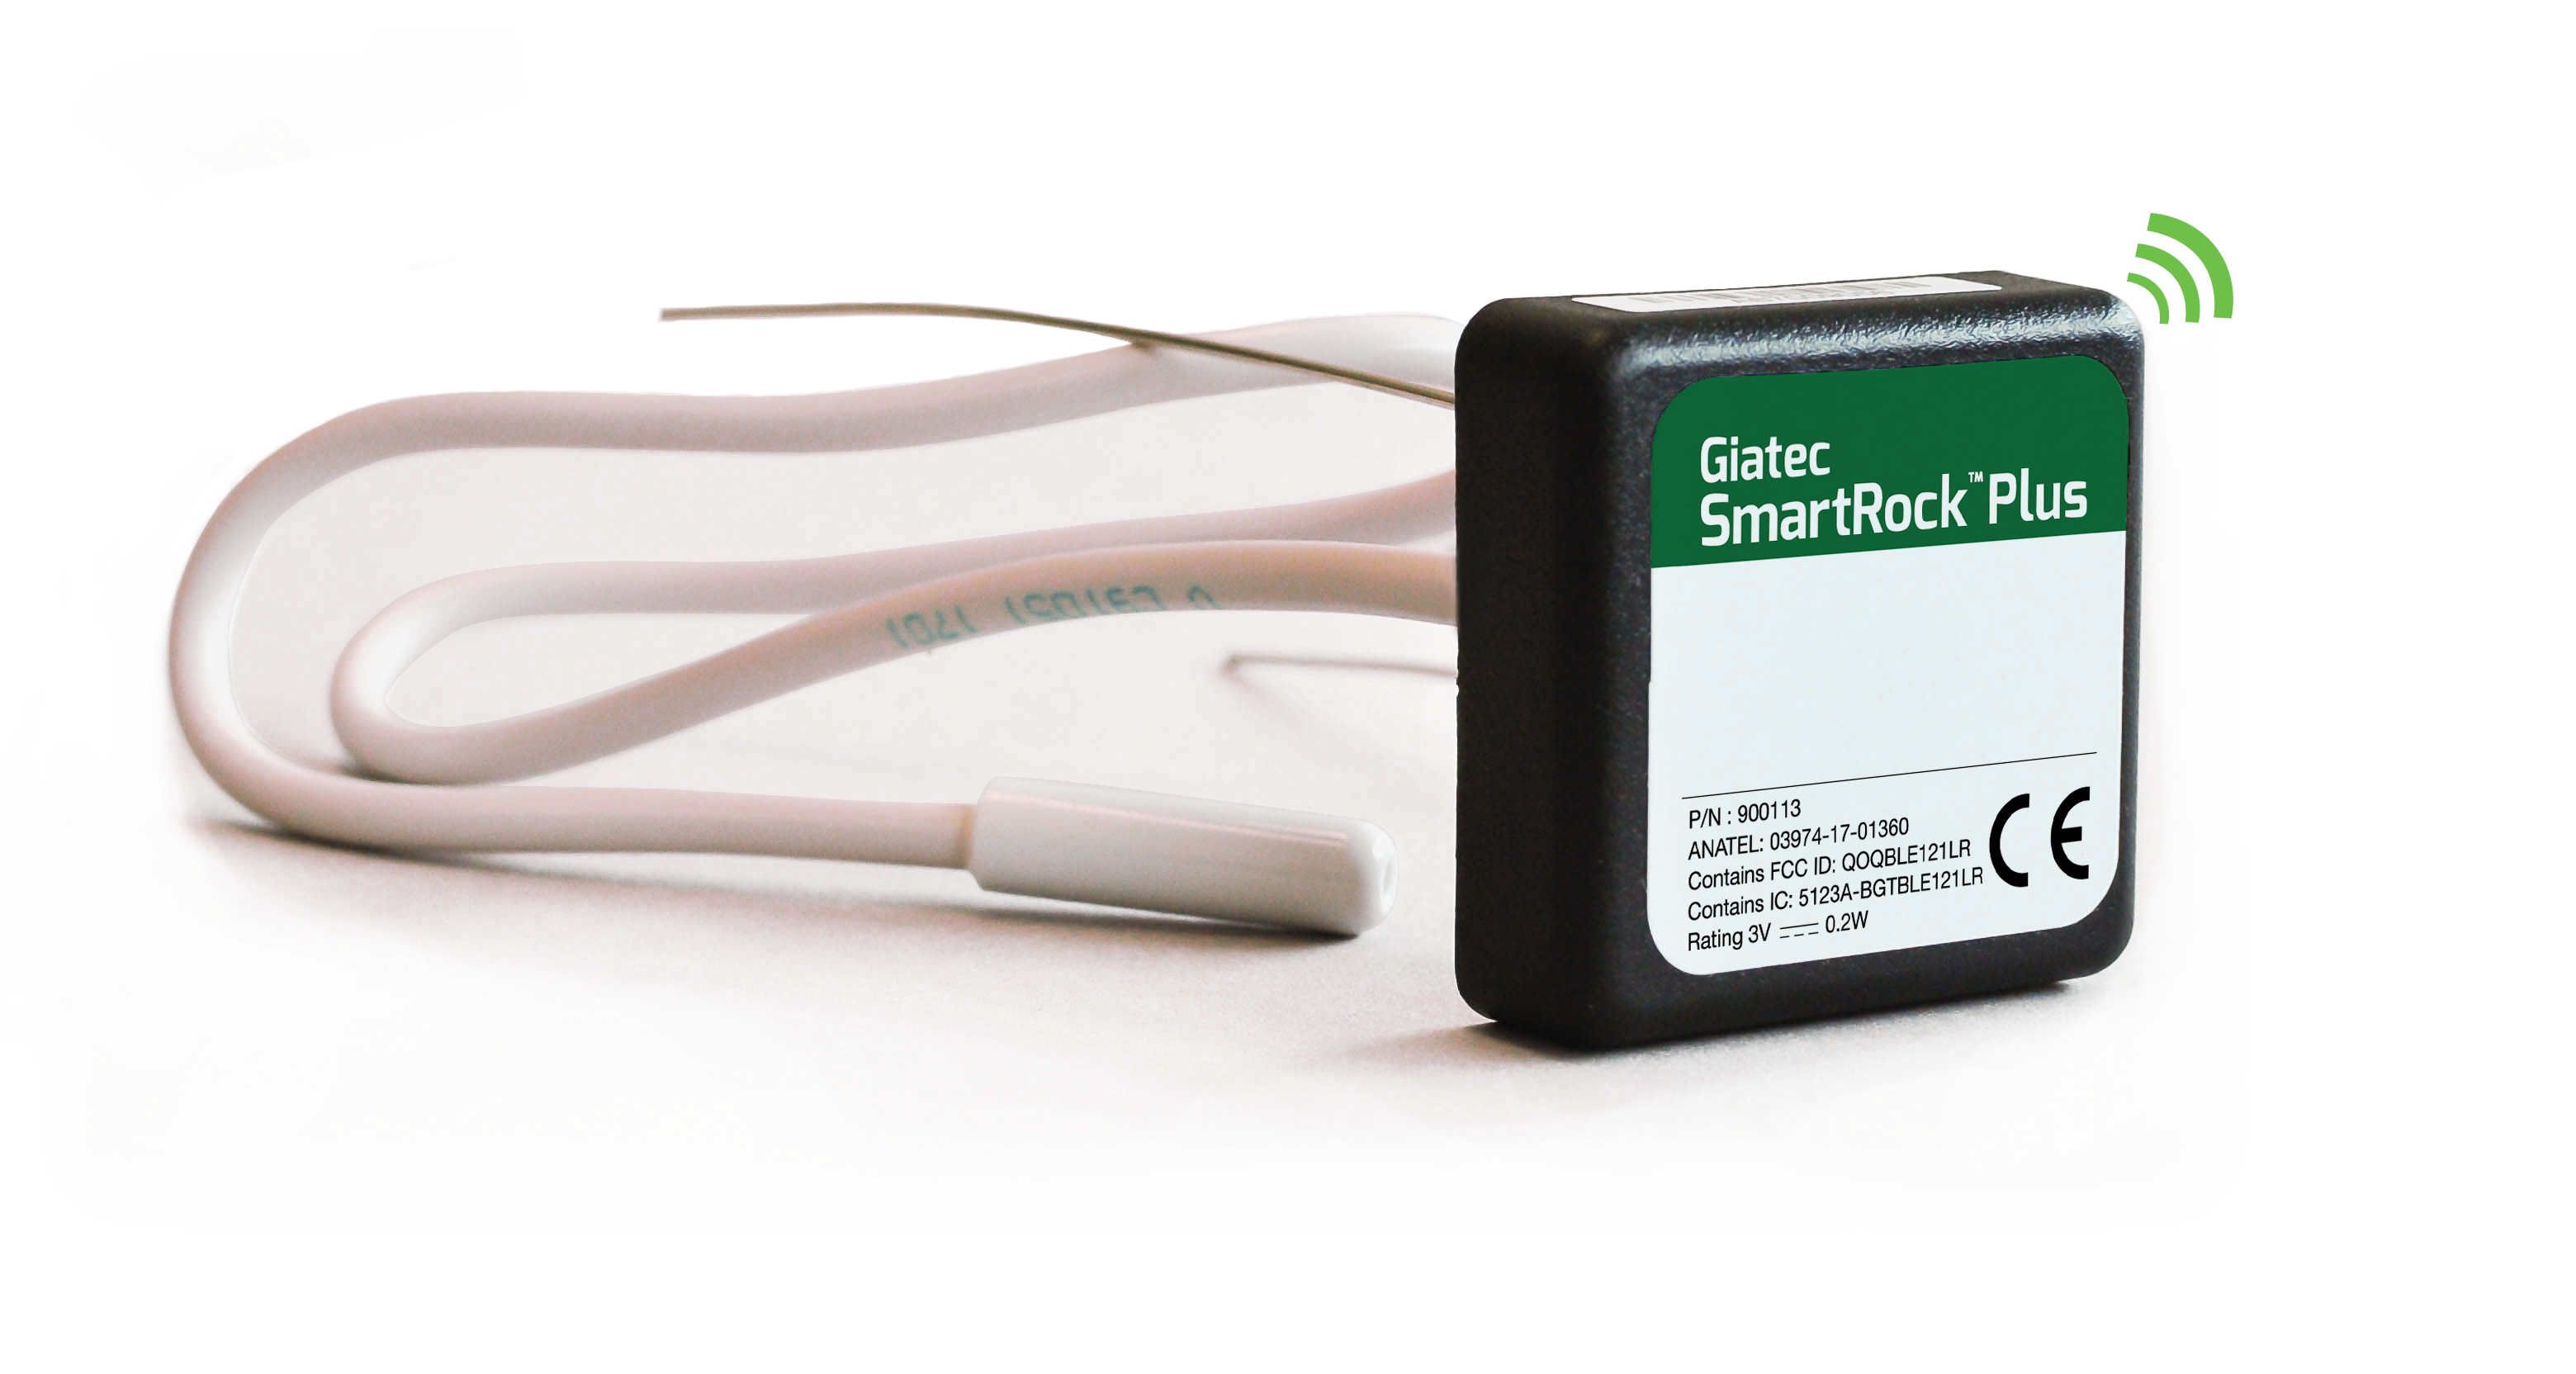 Giatec
SmartRock™ Plus
P/N : 900113
ANATEL: 03974-17-01360
Contains FCC ID: QOQBLE121LR
Contains IC: 5123A-BGTBLE121LR
Rating 3V ⎓ 0.2W
CE